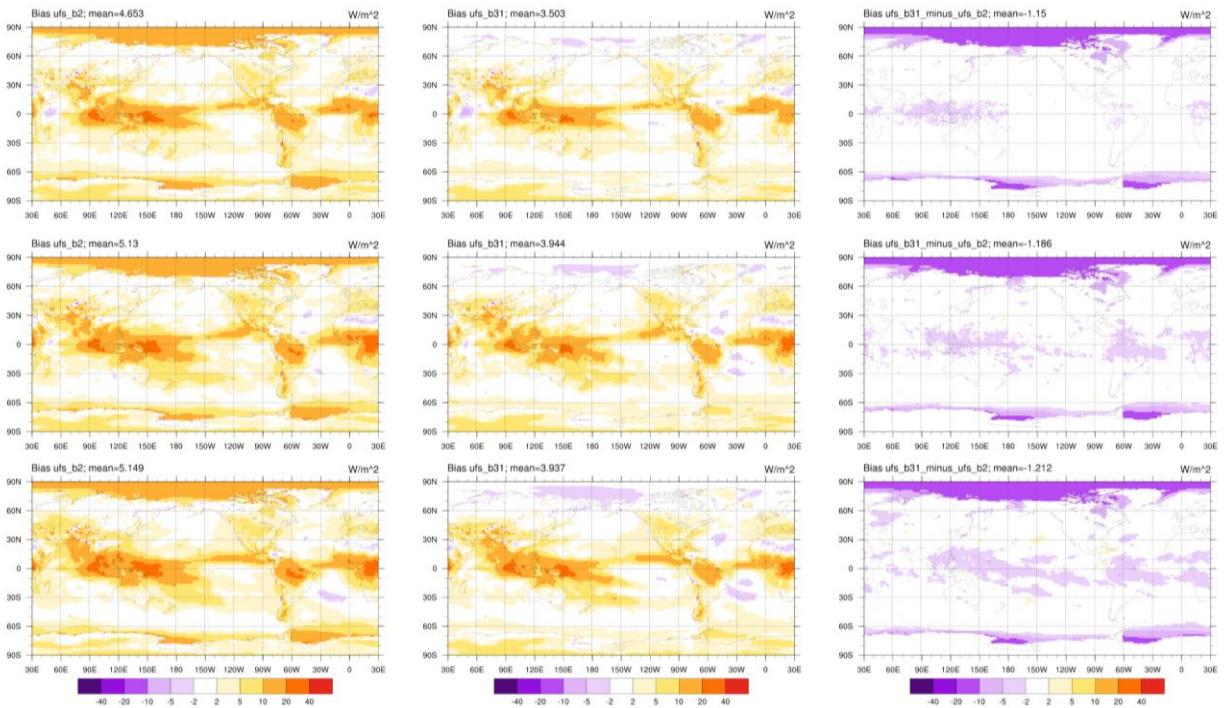 Bias ufs_b2; mean=4.653 W/m^2 Bias ufs_b31; mean=3.503 W/m^2 Bias ufs_b31_minus_ufs_b2; mean=-1.15 W/m^2
90N 90N 90N
60N 60N 60N
30N 30N 30N
0 0 0
30S 30S 30S
60S 60S 60S
90S 90S 90S
30E 60E 90E 120E 150E 180 150W 120W 90W 60W 30W 0 30E 30E 60E 90E 120E 150E 180 150W 120W 90W 60W 30W 0 30E 30E 60E 90E 120E 150E 180 150W 120W 90W 60W 30W 0 30E
Bias ufs_b2; mean=5.13 W/m^2 Bias ufs_b31; mean=3.944 W/m^2 Bias ufs_b31_minus_ufs_b2; mean=-1.186 W/m^2
90N 90N 90N
60N 60N 60N
30N 30N 30N
0 0 0
30S 30S 30S
60S 60S 60S
90S 90S 90S
30E 60E 90E 120E 150E 180 150W 120W 90W 60W 30W 0 30E 30E 60E 90E 120E 150E 180 150W 120W 90W 60W 30W 0 30E 30E 60E 90E 120E 150E 180 150W 120W 90W 60W 30W 0 30E
Bias ufs_b2; mean=5.149 W/m^2 Bias ufs_b31; mean=3.937 W/m^2 Bias ufs_b31_minus_ufs_b2; mean=-1.212 W/m^2
90N 90N 90N
60N 60N 60N
30N 30N 30N
0 0 0
30S 30S 30S
60S 60S 60S
90S 90S 90S
30E 60E 90E 120E 150E 180 150W 120W 90W 60W 30W 0 30E 30E 60E 90E 120E 150E 180 150W 120W 90W 60W 30W 0 30E 30E 60E 90E 120E 150E 180 150W 120W 90W 60W 30W 0 30E
-40 -20 -10 -5 -2 2 5 10 20 40 -40 -20 -10 -5 -2 2 5 10 20 40 -40 -20 -10 -5 -2 2 5 10 20 40